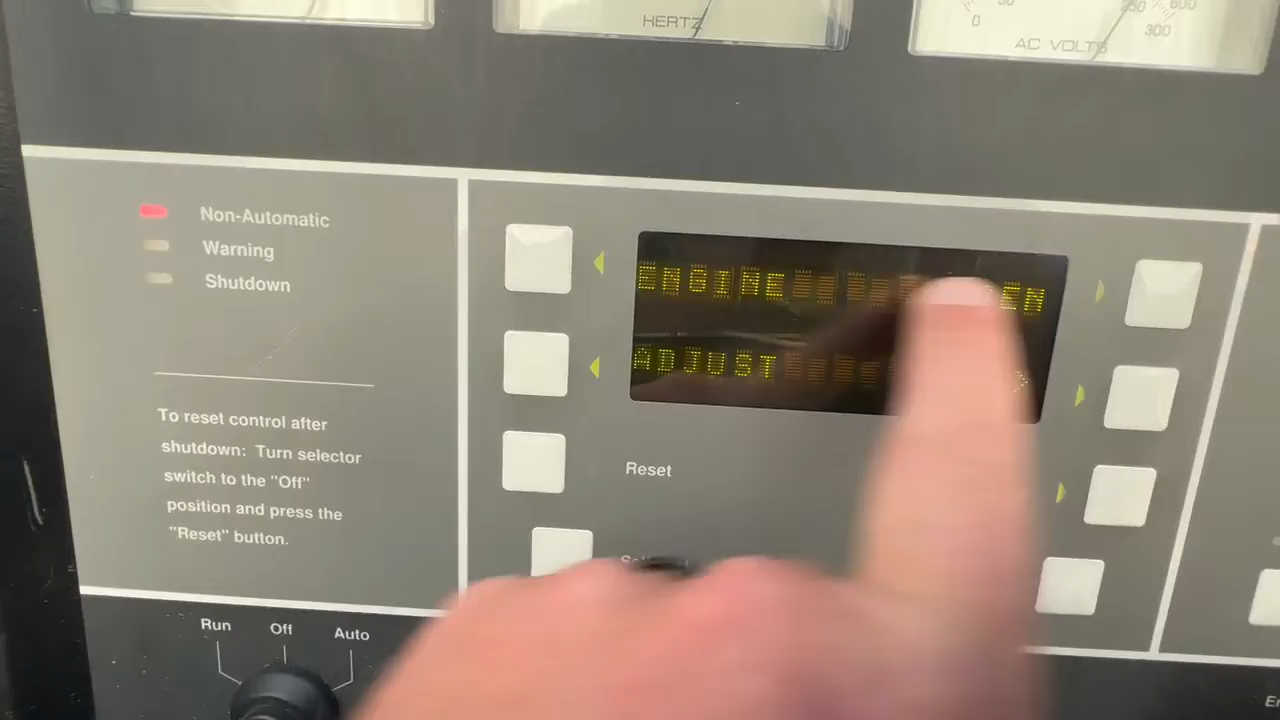 HERTZ
0
300
600
AC VOLTS
Non-Automatic
Warning
Shutdown
To reset control after
shutdown: Turn selector
switch to the "Off"
position and press the
"Reset" button.
ENGINE
ADJUST
>
Reset
Run Off Auto